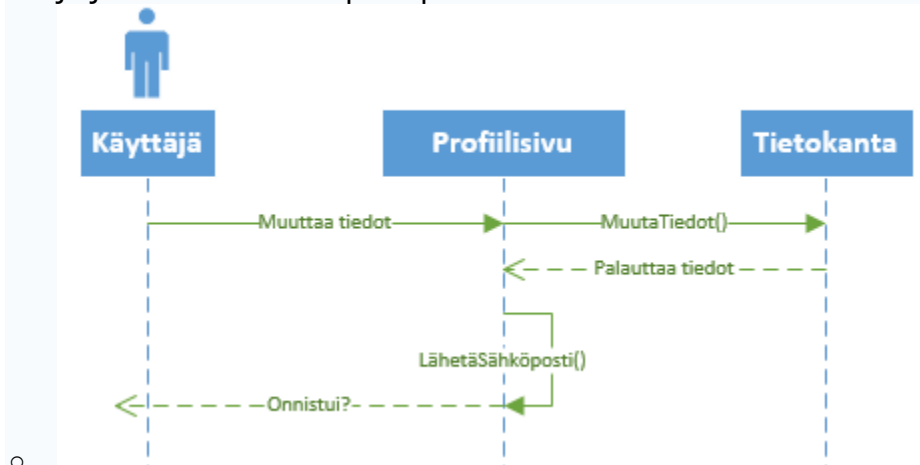 Käyttäjä
Profiilisivu
Tietokanta
Muuttaa tiedot
MuutaTiedot()
Palauttaa tiedot
LähetäSähköposti()
Onnistui?